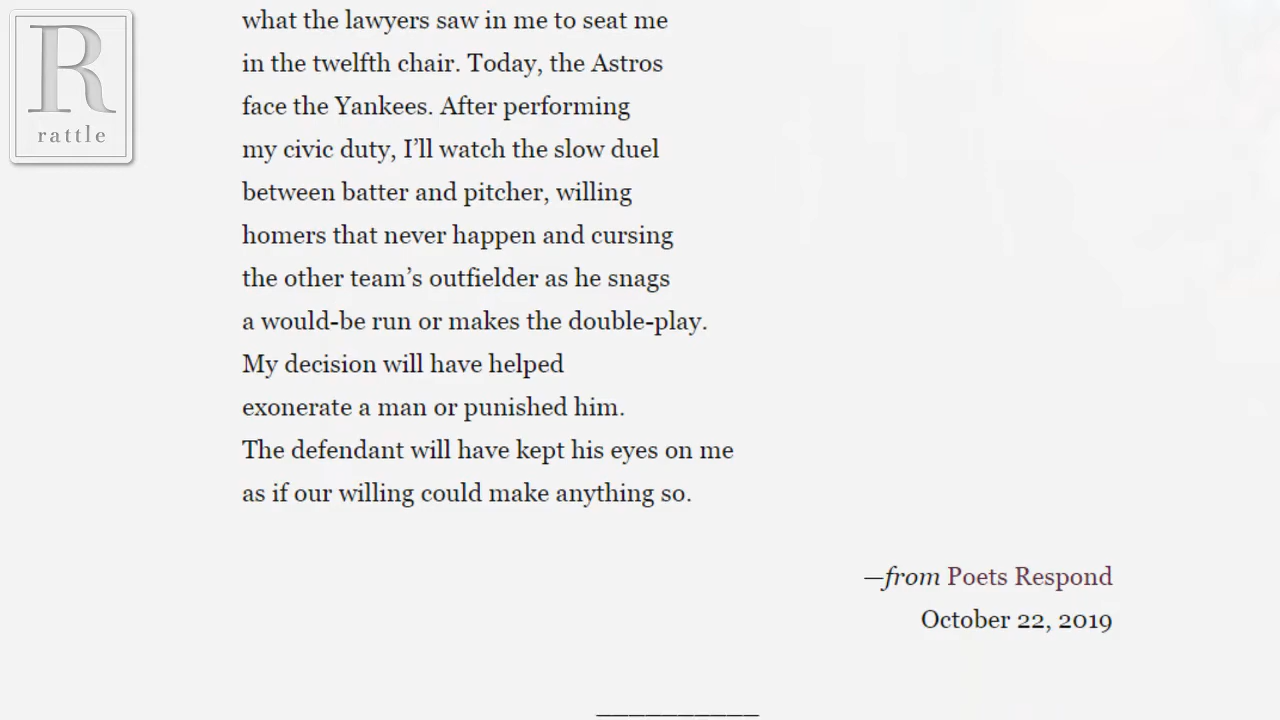 R
rattle
what the lawyers saw in me to seat me
in the twelfth chair. Today, the Astros
face the Yankees. After performing
my civic duty, I’ll watch the slow duel
between batter and pitcher, willing
homers that never happen and cursing
the other team’s outfielder as he snags
a would-be run or makes the double-play.
My decision will have helped
exonerate a man or punished him.
The defendant will have kept his eyes on me
as if our willing could make anything so.
—from Poets Respond
October 22, 2019